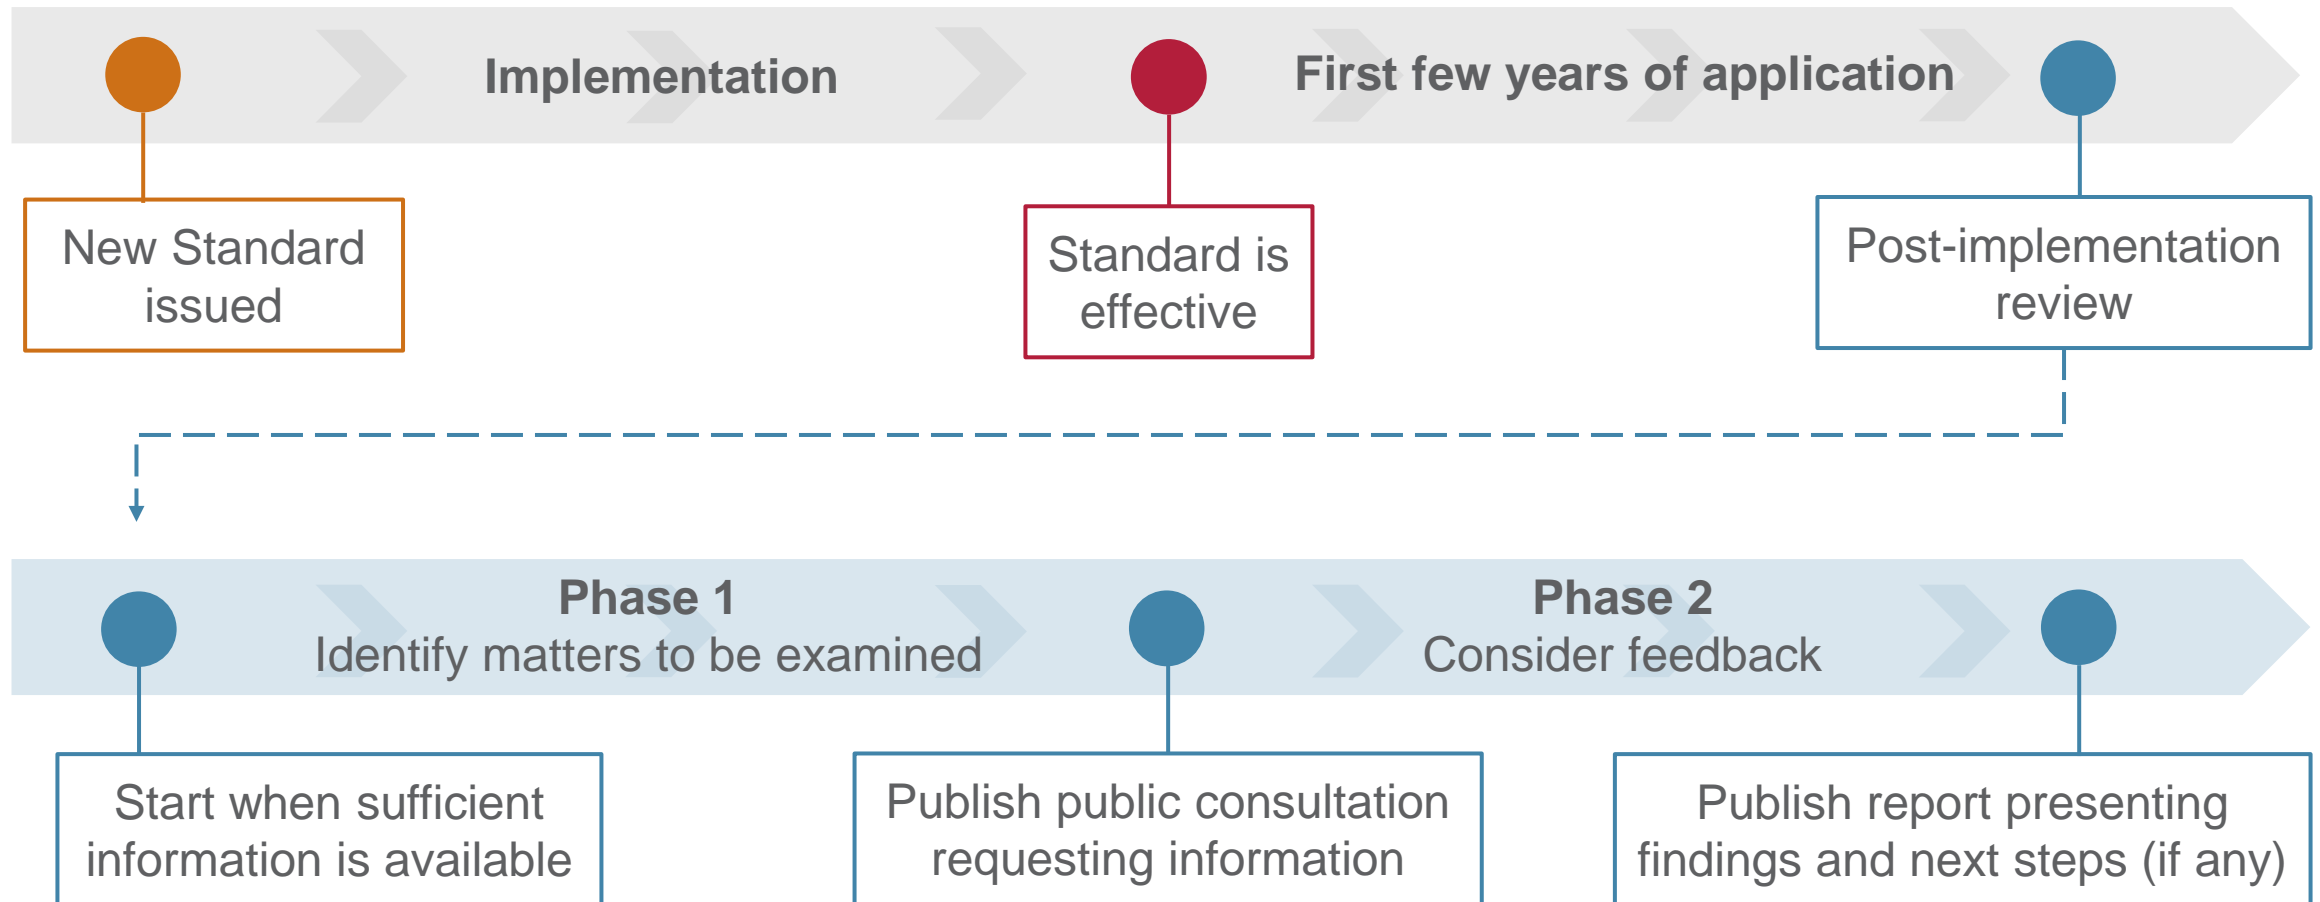 Implementation
First few years of application
New Standard
issued
Standard is
effective
Post-implementation
review
Phase 1
Identify matters to be examined
Phase 2
Consider feedback
Start when sufficient
information is available
Publish public consultation
requesting information
Publish report presenting
findings and next steps (if any)